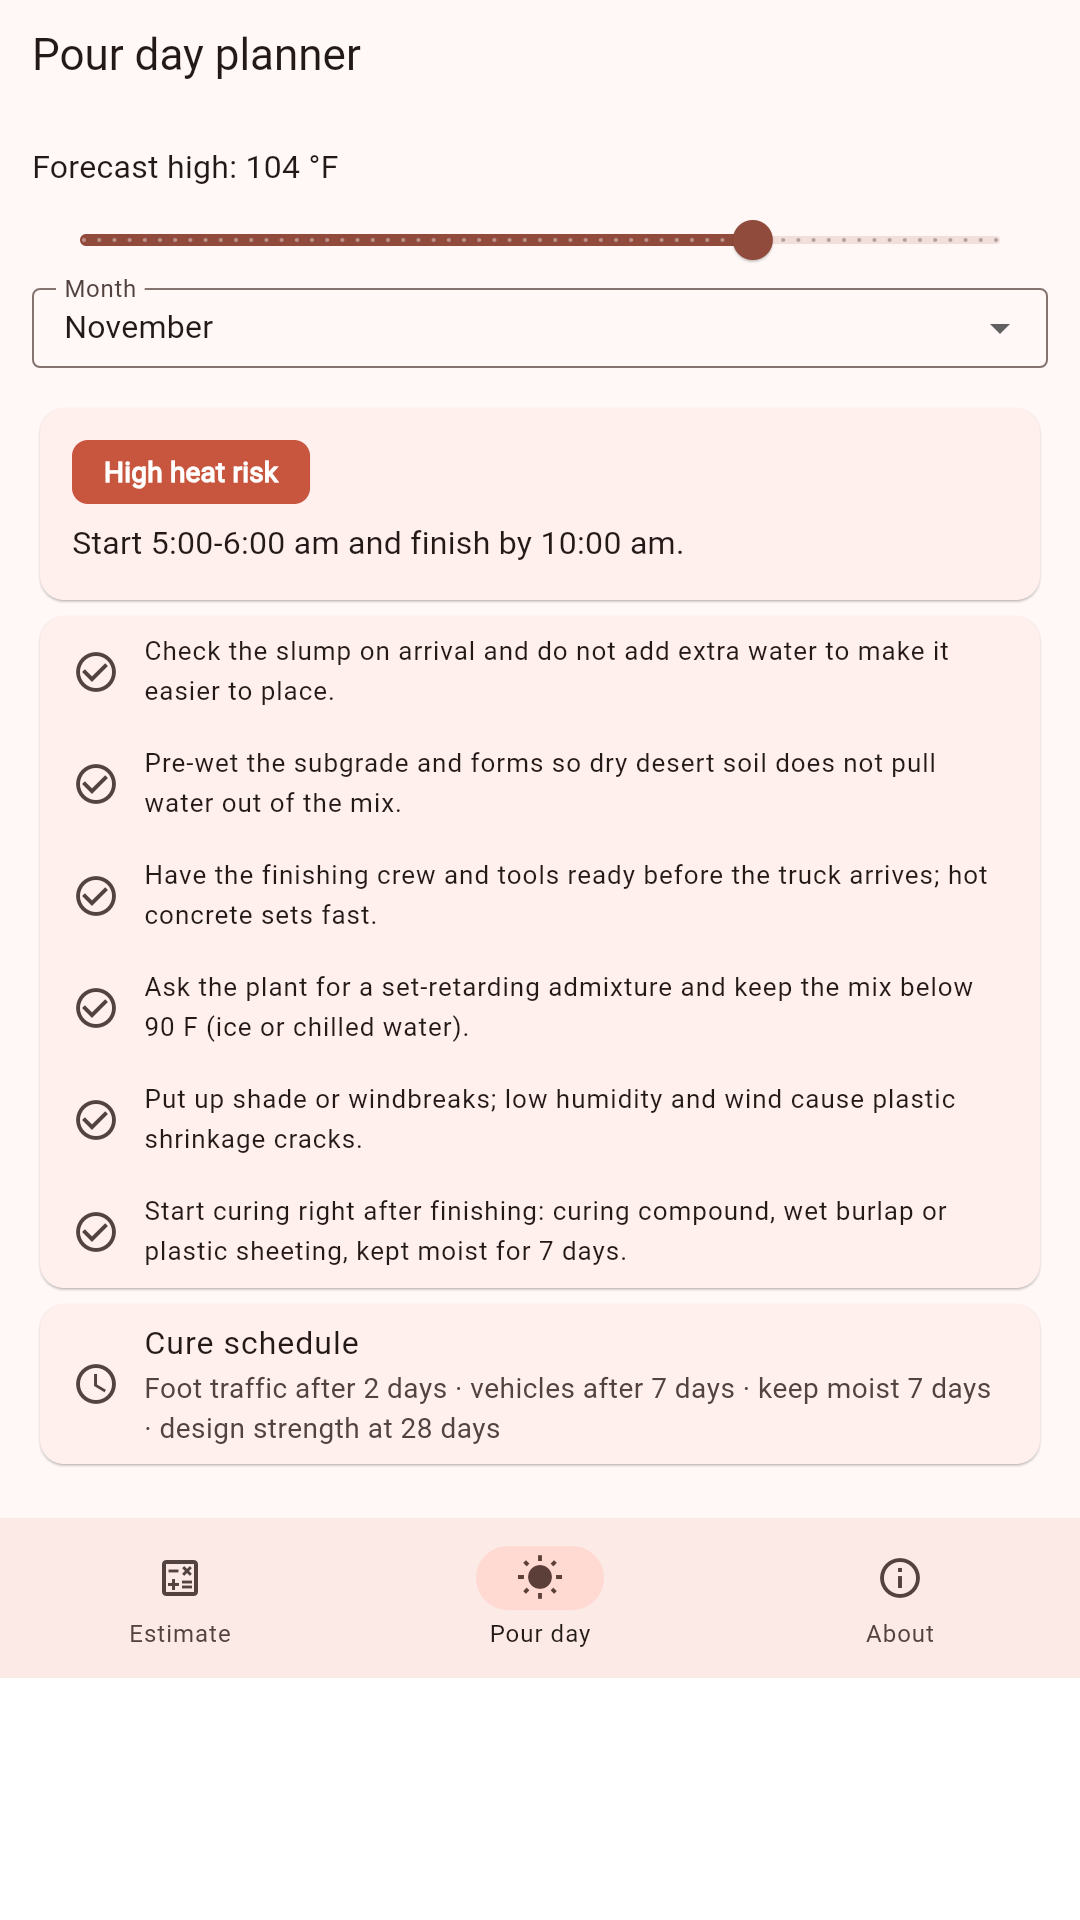 Pour day planner
Forecast high: 104 °F
Month
November
High heat risk
Start 5:00-6:00 am and finish by 10:00 am.
Check the slump on arrival and do not add extra water to make it
easier to place.
Pre-wet the subgrade and forms so dry desert soil does not pull
water out of the mix.
Have the finishing crew and tools ready before the truck arrives; hot
concrete sets fast.
Ask the plant for a set-retarding admixture and keep the mix below
90 F (ice or chilled water).
Put up shade or windbreaks; low humidity and wind cause plastic
shrinkage cracks.
Start curing right after finishing: curing compound, wet burlap or
plastic sheeting, kept moist for 7 days.
Cure schedule
Foot traffic after 2 days · vehicles after 7 days · keep moist 7 days
· design strength at 28 days
Estimate
Pour day
About